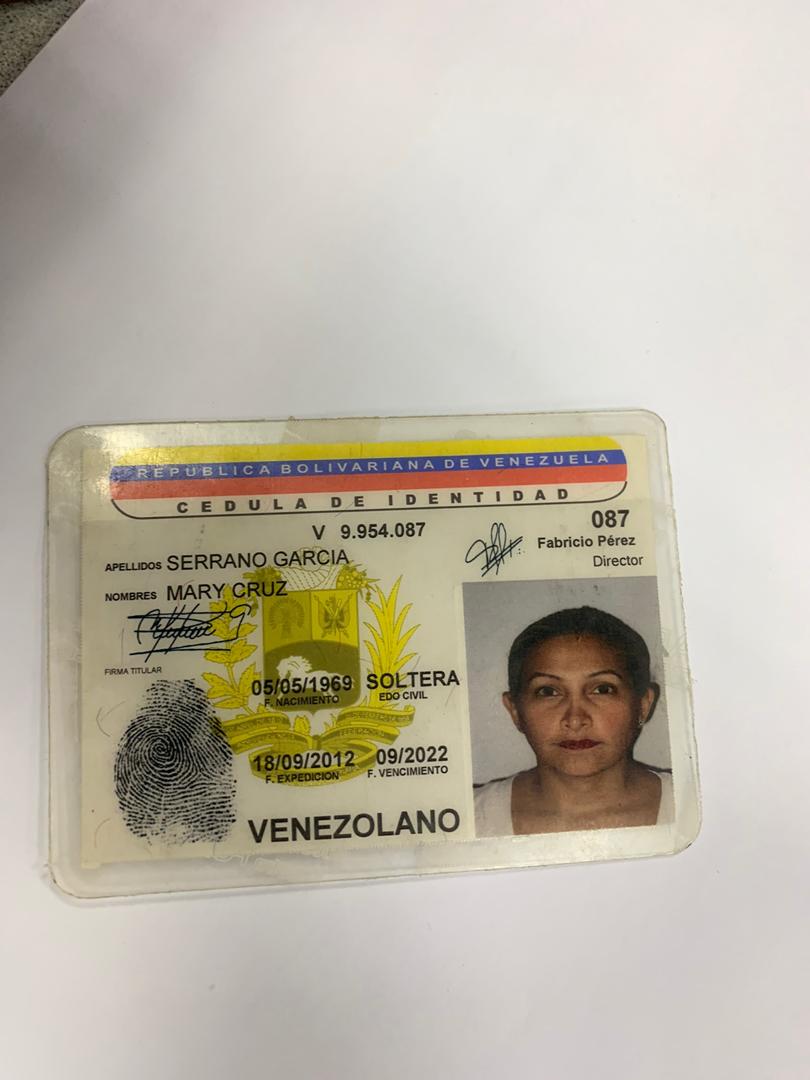 REPUBLICA BOLIVARIANA DE VENEZUELA
CEDULA DE IDENTIDAD
V 9.954.087
087
Fabricio Pérez
Director
APELLIDOS SERRANO GARCIA
NOMBRES MARY CRUZ
FIRMA TITULAR
05/05/1969 SOLTERA
F. NACIMIENTO EDO CIVIL
18/09/2012 09/2022
F. EXPEDICION F. VENCIMIENTO
VENEZOLANO